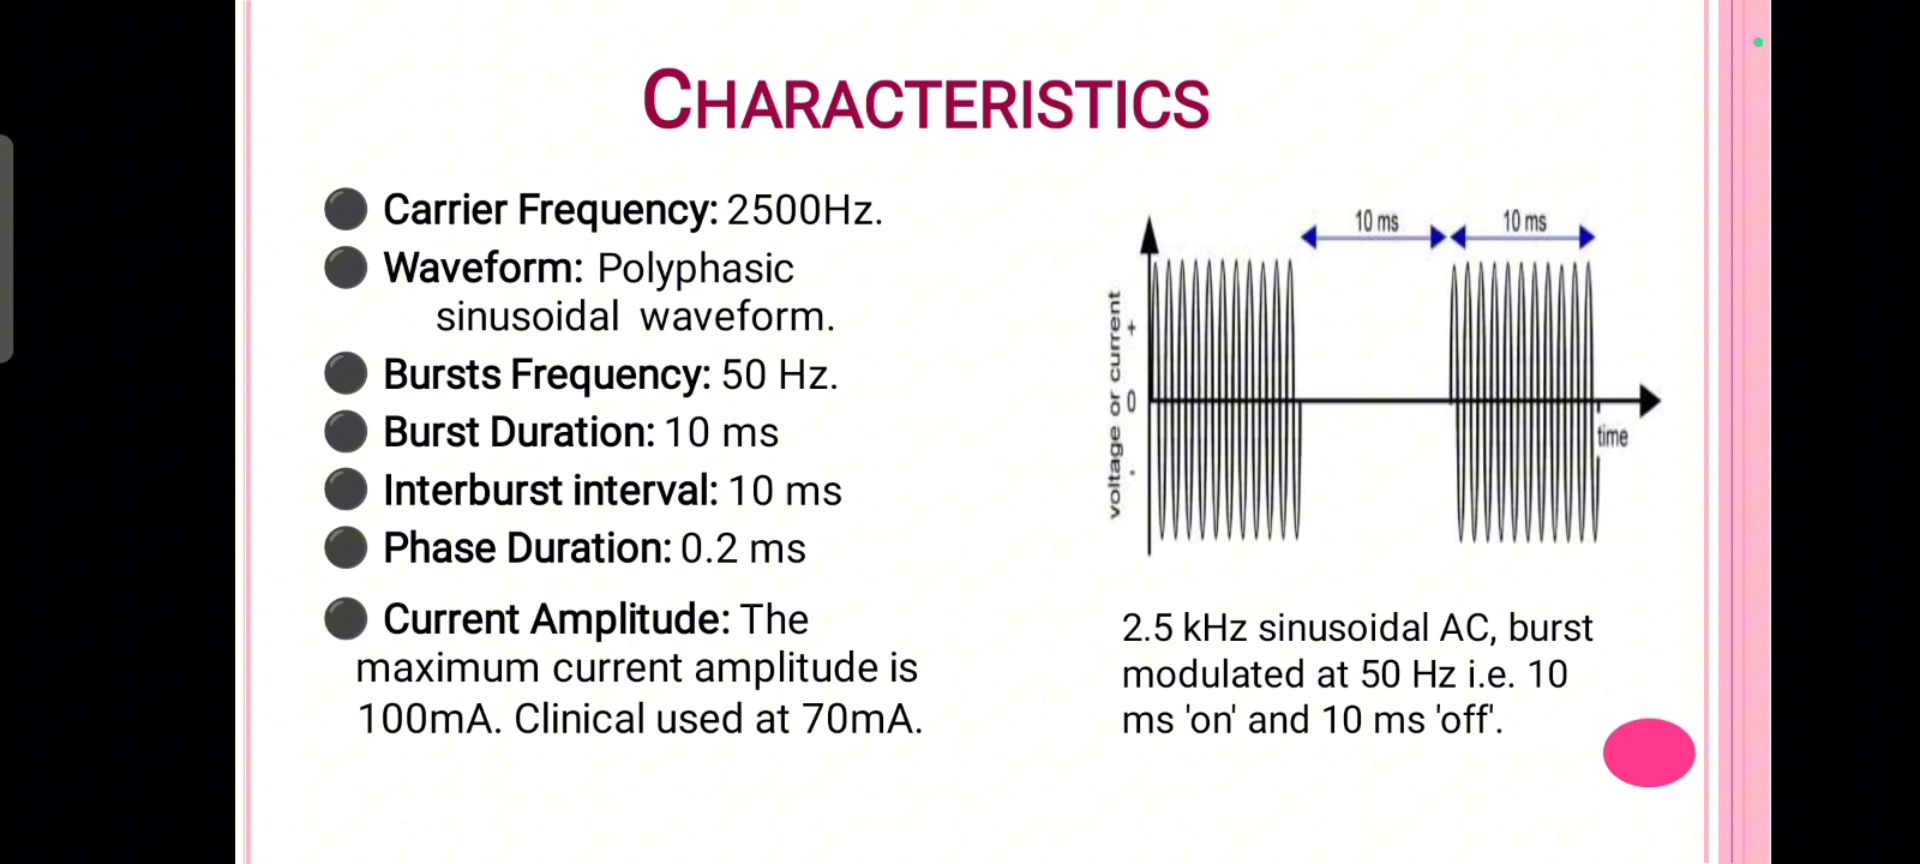 CHARACTERISTICS
Carrier Frequency: 2500Hz.
Waveform: Polyphasic
sinusoidal waveform.
Bursts Frequency: 50 Hz.
Burst Duration: 10 ms
Interburst interval: 10 ms
Phase Duration: 0.2 ms
Current Amplitude: The
maximum current amplitude is
100mA. Clinical used at 70mA.
10 ms
10 ms
voltage or current
+
0
-
time
2.5 kHz sinusoidal AC, burst
modulated at 50 Hz i.e. 10
ms 'on' and 10 ms 'off'.